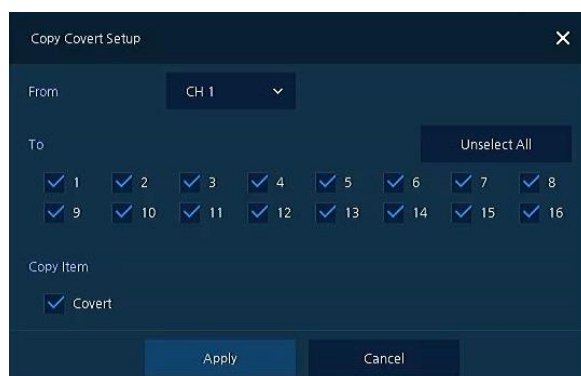 Copy Covert Setup
From CH 1
To Unselect All
1 2 3 4 5 6 7 8
9 10 11 12 13 14 15 16
Copy Item
Covert
Apply Cancel